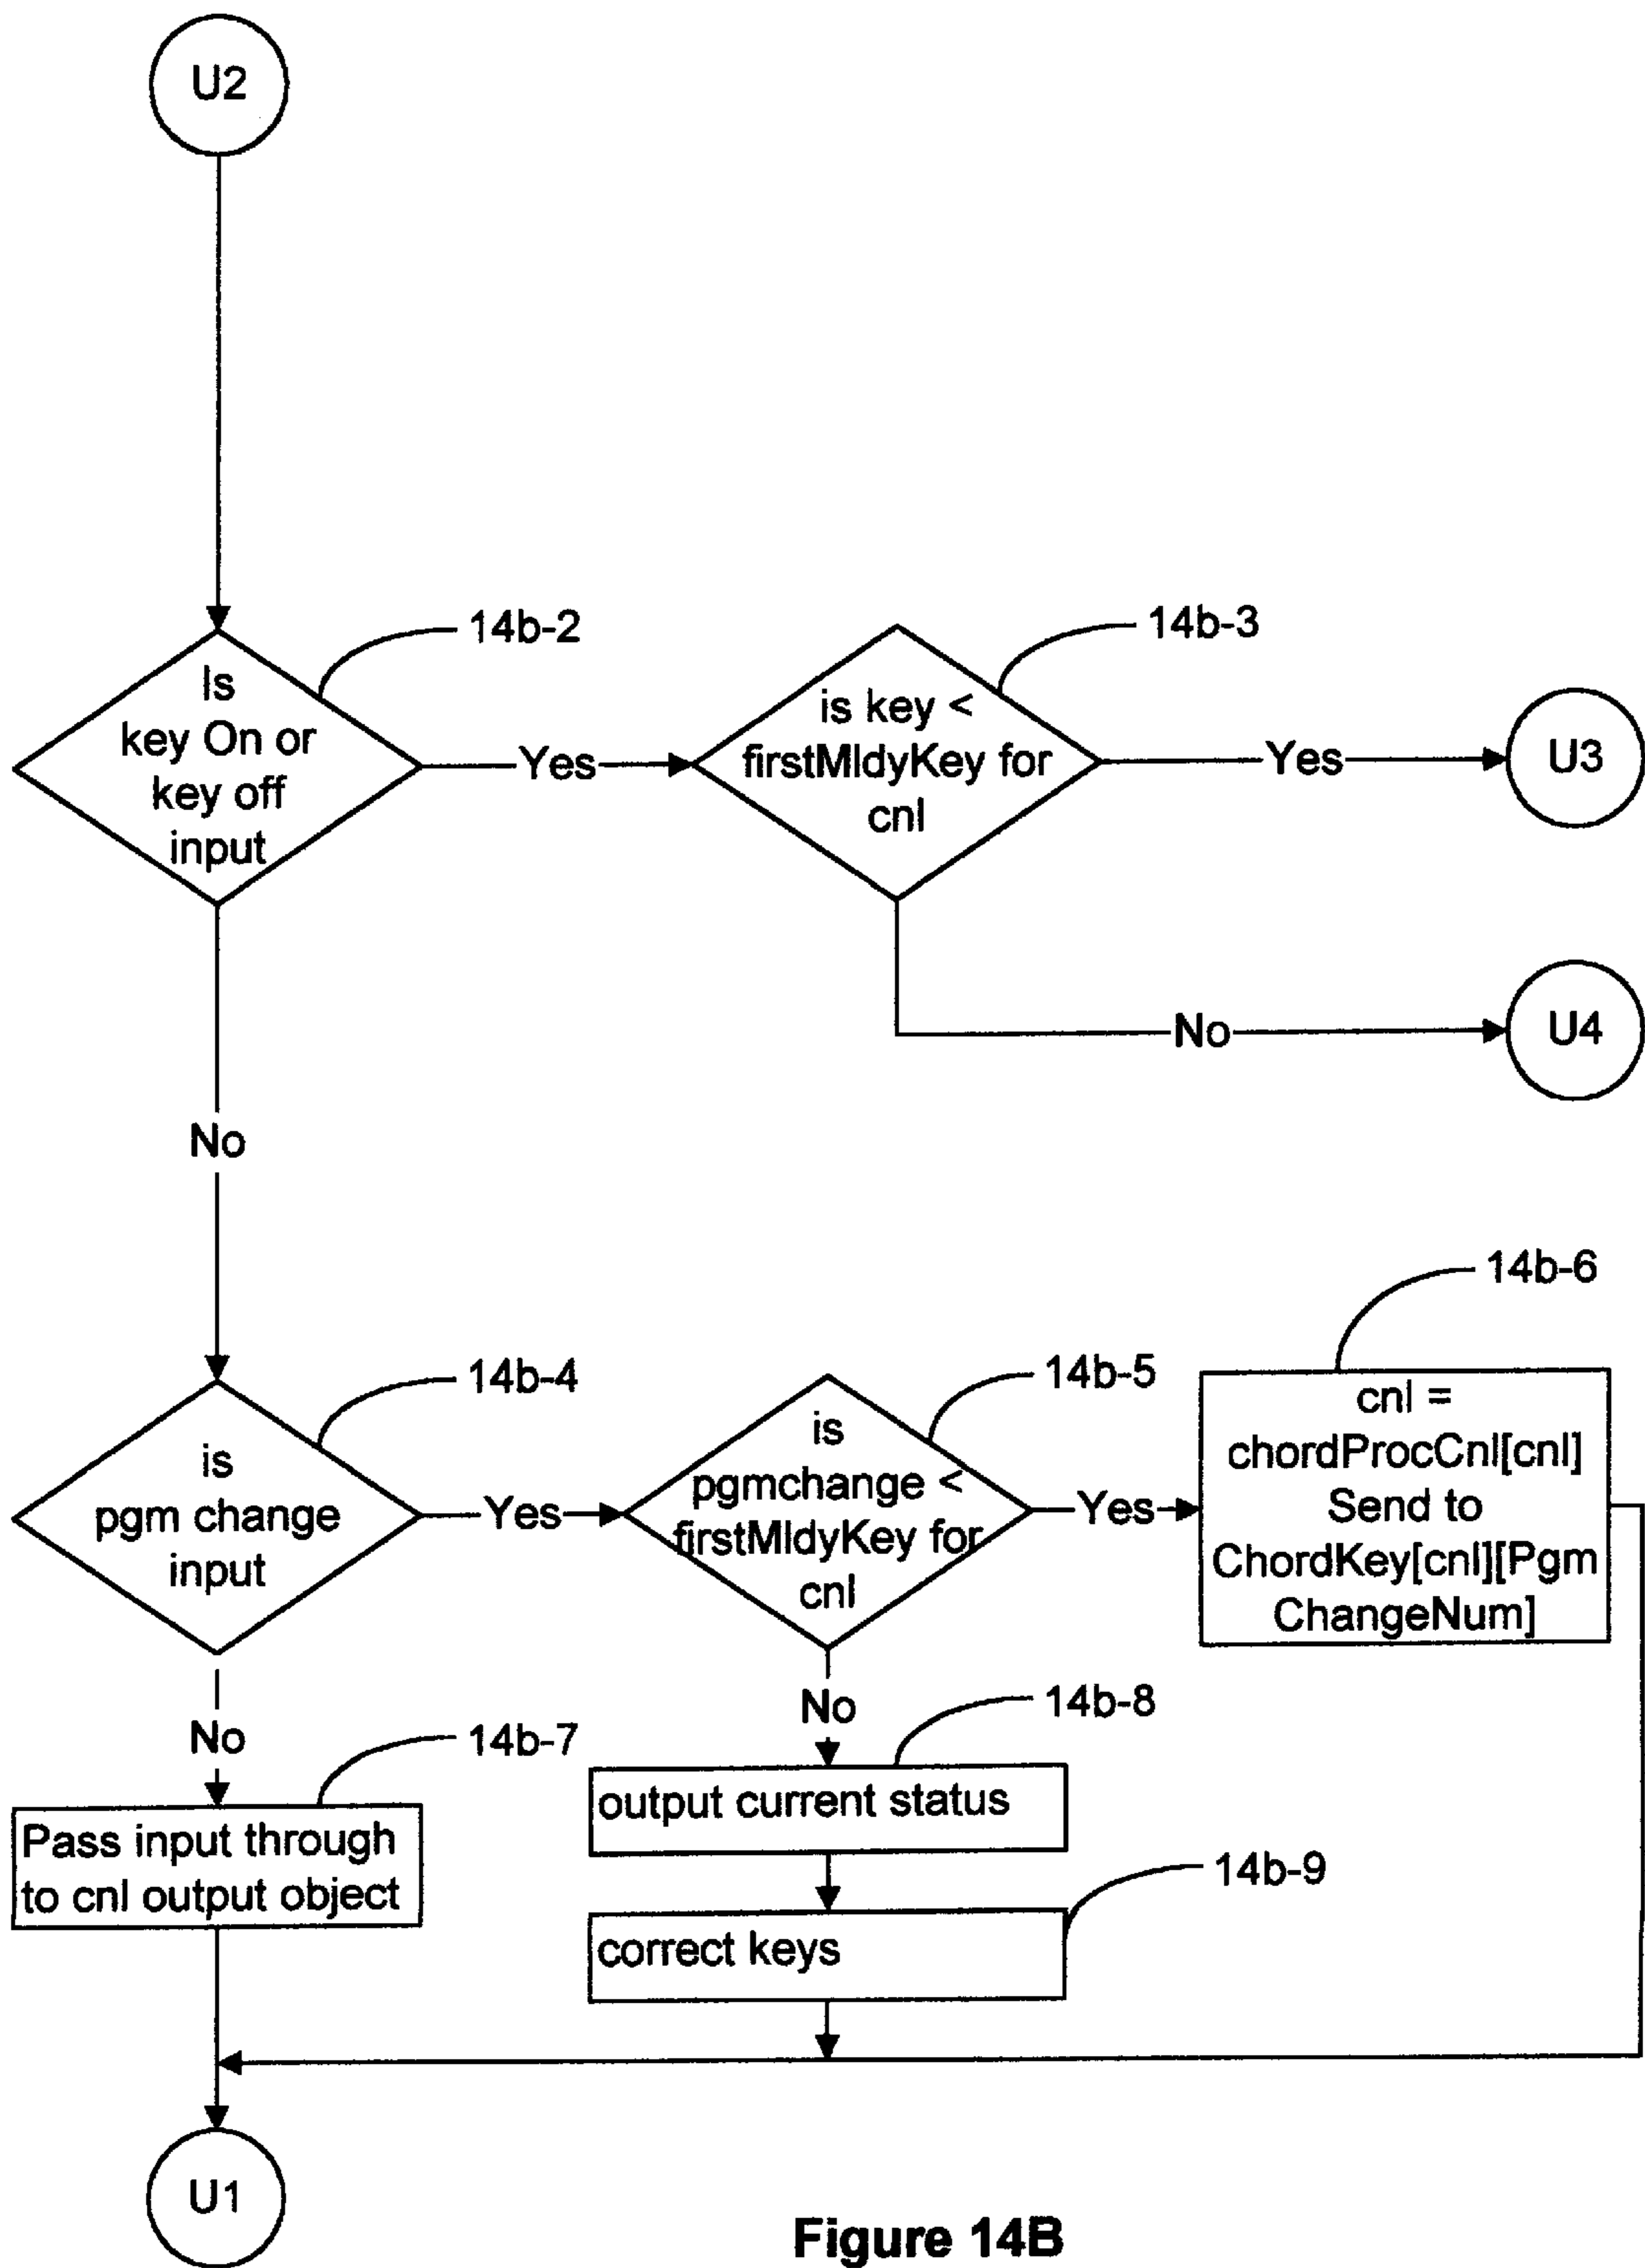 U2
14b-2
Is
key On or
key off
input
Yes
14b-3
is key <
firstMldyKey for
cnl
Yes
U3
No
U4
No
14b-4
is
pgm change
input
Yes
14b-5
is
pgmchange <
firstMldyKey for
cnl
Yes
14b-6
cnl =
chordProcCnl[cnl]
Send to
ChordKey[cnl][Pgm
ChangeNum]
No
14b-7
Pass input through
to cnl output object
No
14b-8
output current status
14b-9
correct keys
U1
Figure 14B